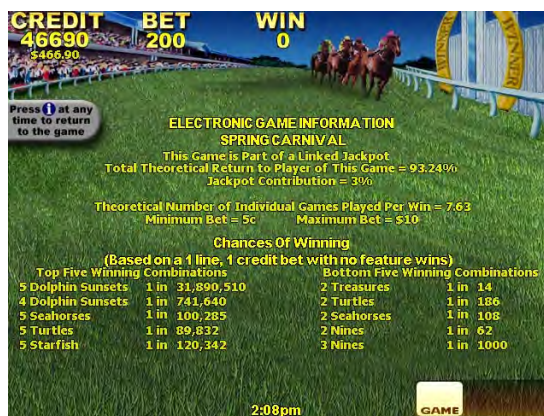 CREDIT BET WIN
46690 200 0
$466.90
WINNER
Press i at any
time to return
to the game
ELECTRONIC GAME INFORMATION
SPRING CARNIVAL
This Game is Part of a Linked Jackpot
Total Theoretical Return to Player of This Game = 93.24%
Jackpot Contribution = 3%
Theoretical Number of Individual Games Played Per Win = 7.63
Minimum Bet = 5c Maximum Bet = $10
Chances Of Winning
(Based on a 1 line, 1 credit bet with no feature wins)
Top Five Winning Combinations Bottom Five Winning Combinations
5 Dolphin Sunsets 1 in 31,890,510 2 Treasures 1 in 14
4 Dolphin Sunsets 1 in 741,640 2 Turtles 1 in 186
5 Seahorses 1 in 100,285 2 Seahorses 1 in 108
5 Turtles 1 in 89,832 2 Nines 1 in 62
5 Starfish 1 in 120,342 3 Nines 1 in 1000
2:08pm
GAME